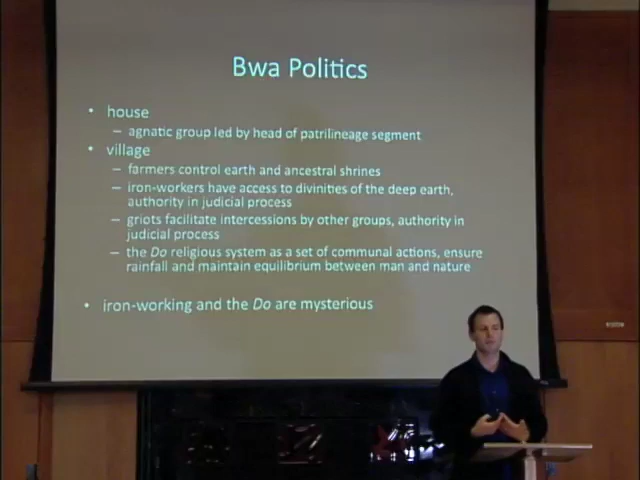 Bwa Politics
• house
– agnatic group led by head of patrilineage segment
• village
– farmers control earth and ancestral shrines
– iron-workers have access to divinities of the deep earth,
authority in judicial process
– griots facilitate intercessions by other groups, authority in
judicial process
– the Do religious system as a set of communal actions, ensure
rainfall and maintain equilibrium between man and nature
• iron-working and the Do are mysterious